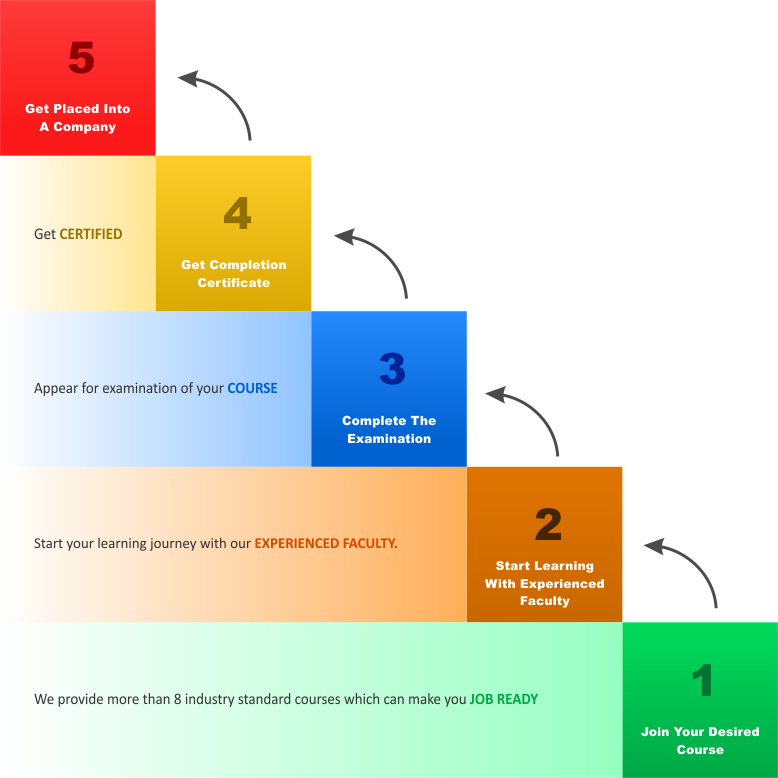 5
Get Placed Into
A Company
Get CERTIFIED
4
Get Completion
Certificate
Appear for examination of your COURSE
3
Complete The
Examination
Start your learning journey with our EXPERIENCED FACULTY.
2
Start Learning
With Experienced
Faculty
We provide more than 8 industry standard courses which can make you JOB READY
1
Join Your Desired
Course